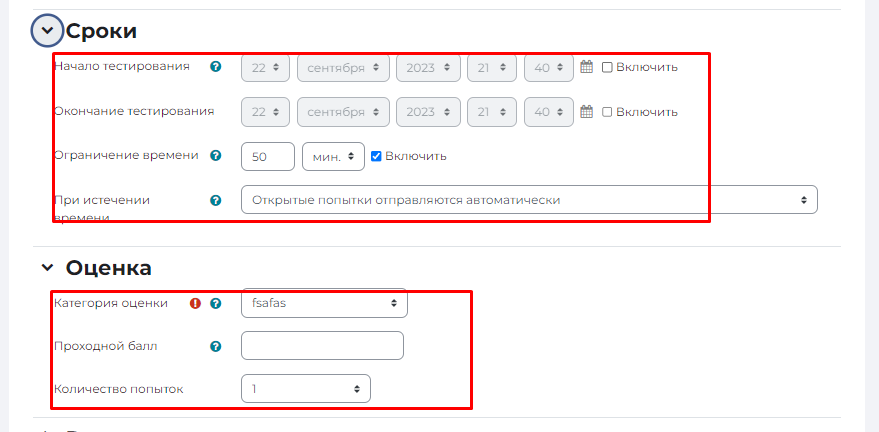 Сроки
Начало тестирования 22 сентября 2023 21 40 Включить
Окончание тестирования 22 сентября 2023 21 40 Включить
Ограничение времени 50 мин. Включить
При истечении Открытые попытки отправляются автоматически
времени
Оценка
Категория оценки fsafas
Проходной балл
Количество попыток 1